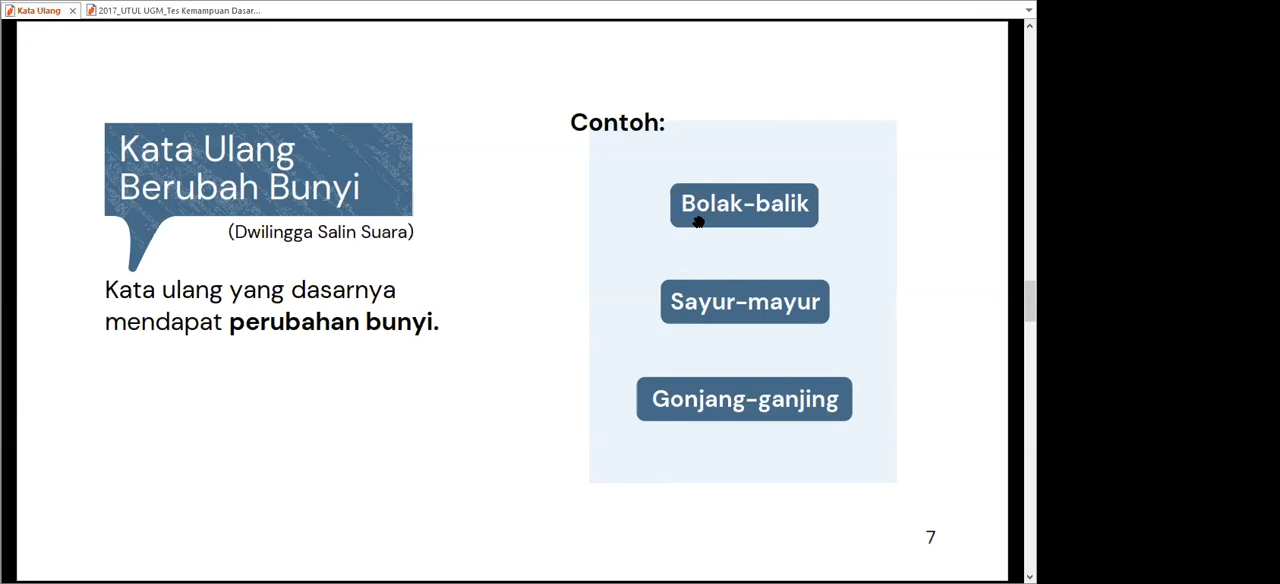 Kata Ulang
2017_UTUL UGM_Tes Kemampuan Dasar...
Kata Ulang
Berubah Bunyi
(Dwilingga Salin Suara)
Kata ulang yang dasarnya
mendapat perubahan bunyi.
Contoh:
Bolak-balik
Sayur-mayur
Gonjang-ganjing
7